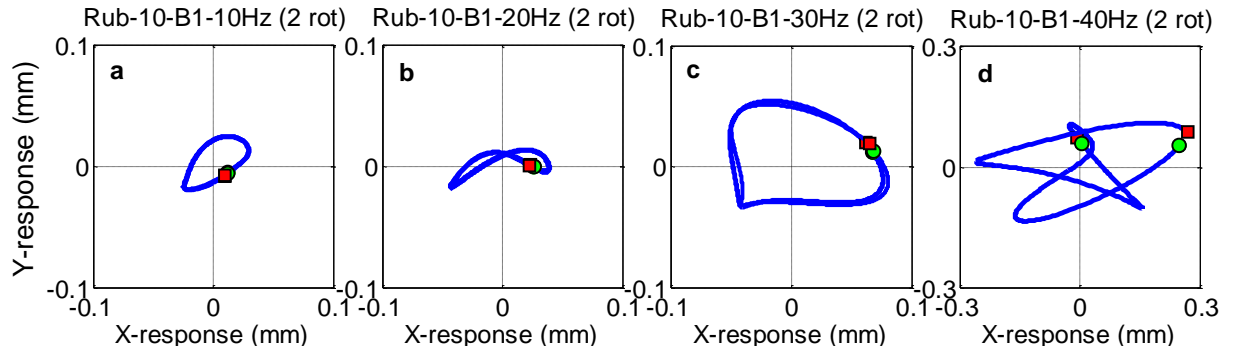 Rub-10-B1-10Hz (2 rot) Rub-10-B1-20Hz (2 rot) Rub-10-B1-30Hz (2 rot) Rub-10-B1-40Hz (2 rot)
0.1 0.1 0.1 0.3
a b c d
Y-response (mm)
0 0 0 0
-0.1 -0.1 -0.1 -0.3
-0.1 0 0.1 -0.1 0 0.1 -0.1 0 0.1 -0.3 0 0.3
X-response (mm) X-response (mm) X-response (mm) X-response (mm)